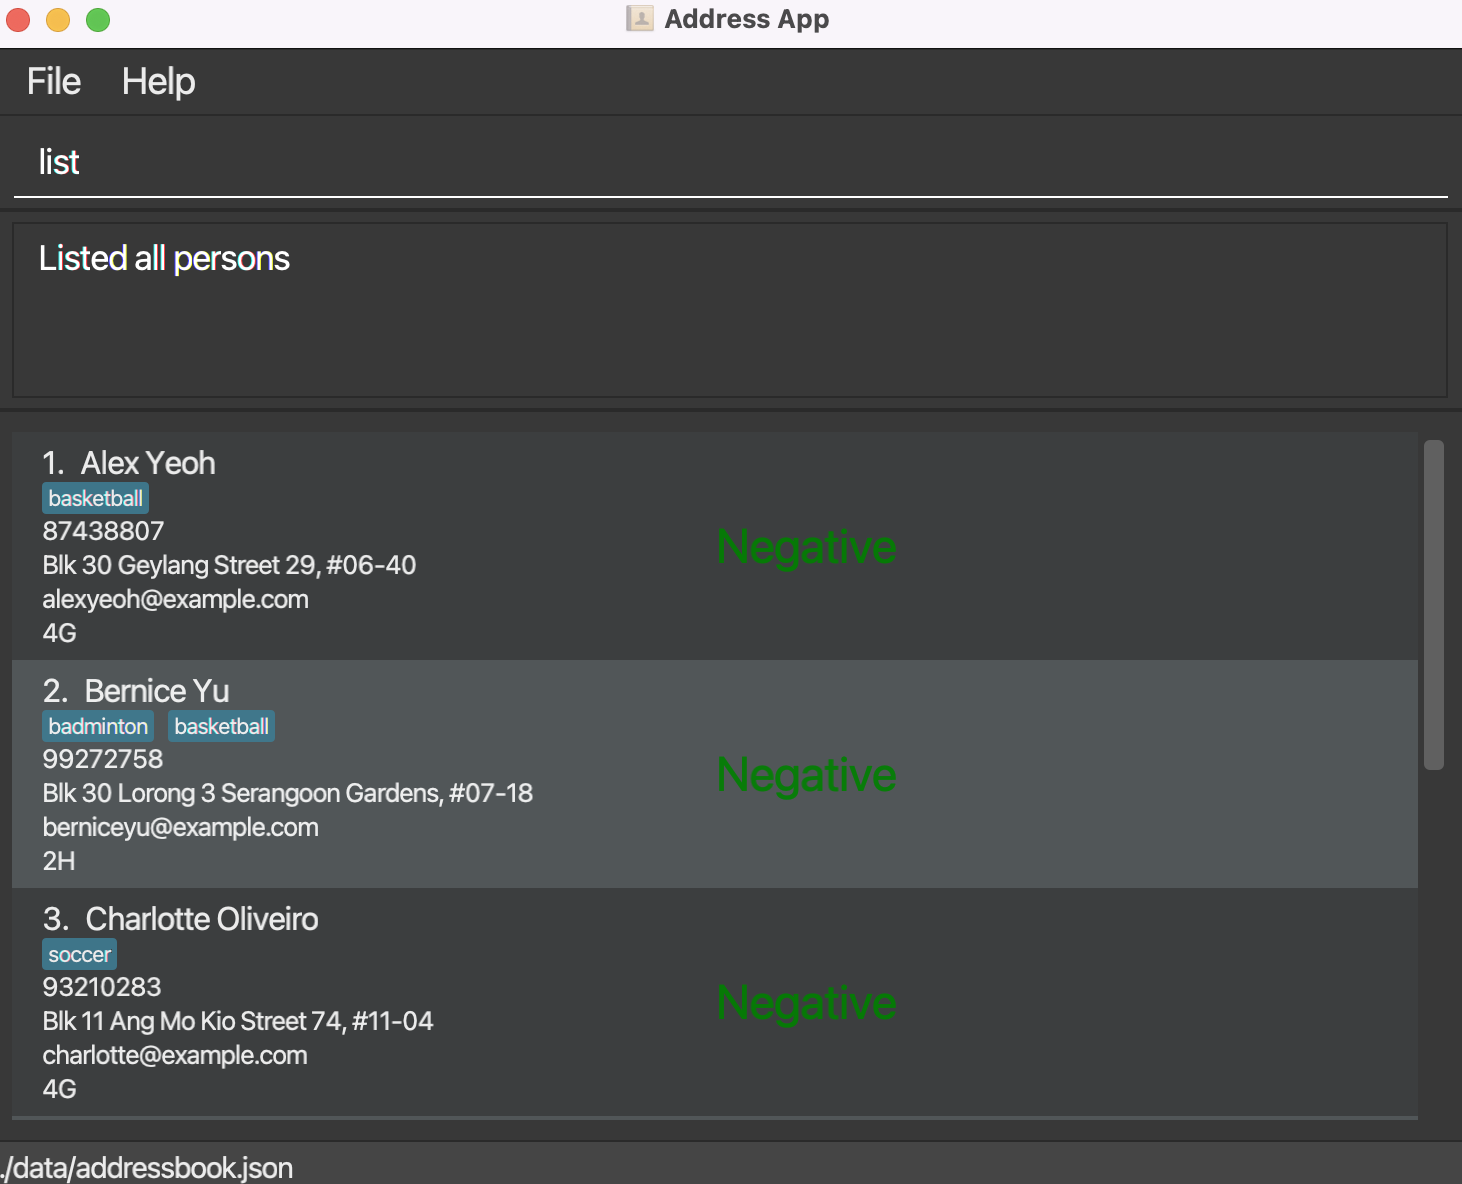 Address App
File Help
list
Listed all persons
1. Alex Yeoh
basketball
87438807
Blk 30 Geylang Street 29, #06-40
alexyeoh@example.com
4G
Negative
2. Bernice Yu
badminton basketball
99272758
Blk 30 Lorong 3 Serangoon Gardens, #07-18
berniceyu@example.com
2H
Negative
3. Charlotte Oliveiro
soccer
93210283
Blk 11 Ang Mo Kio Street 74, #11-04
charlotte@example.com
4G
Negative
./data/addressbook.json